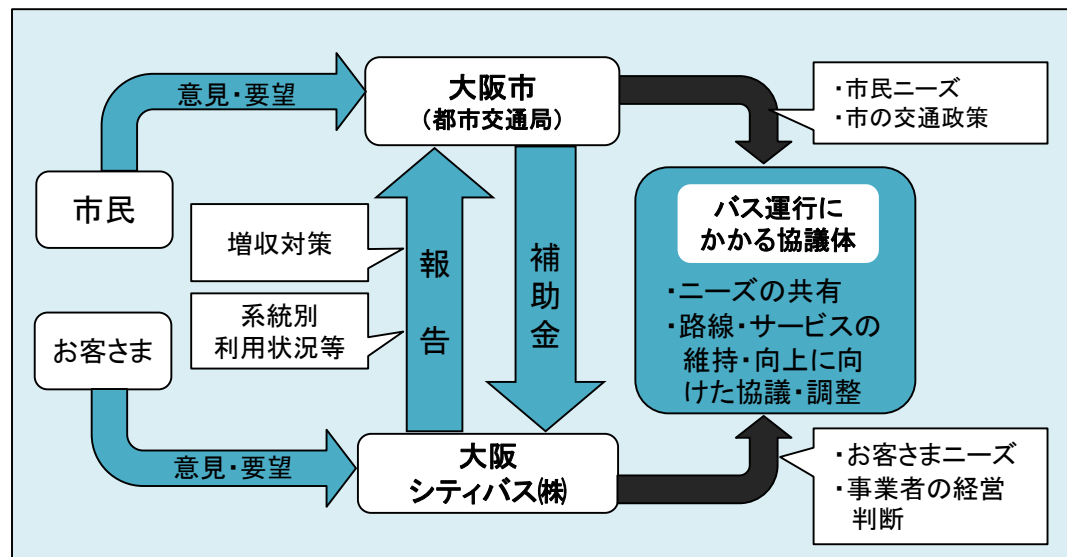 意見・要望
大阪市
（都市交通局）
・市民ニーズ
・市の交通政策
市民
増収対策
系統別
利用状況等
報告
補助金
バス運行に
かかる協議体
・ニーズの共有
・路線・サービスの
維持・向上に向
けた協議・調整
お客さま
意見・要望
大阪
シティバス㈱
・お客さまニーズ
・事業者の経営
判断